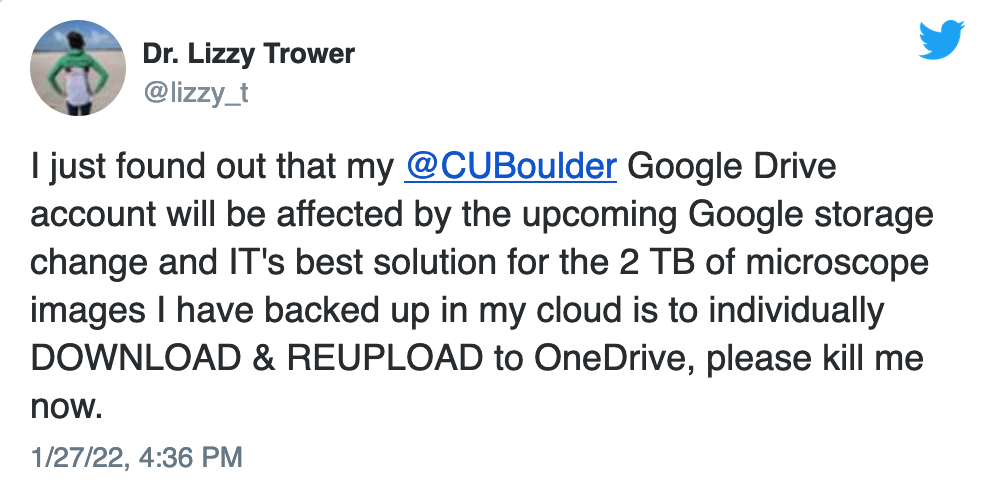 Dr. Lizzy Trower
@lizzy_t
I just found out that my @CUBoulder Google Drive
account will be affected by the upcoming Google storage
change and IT's best solution for the 2 TB of microscope
images I have backed up in my cloud is to individually
DOWNLOAD & REUPLOAD to OneDrive, please kill me
now.
1/27/22, 4:36 PM